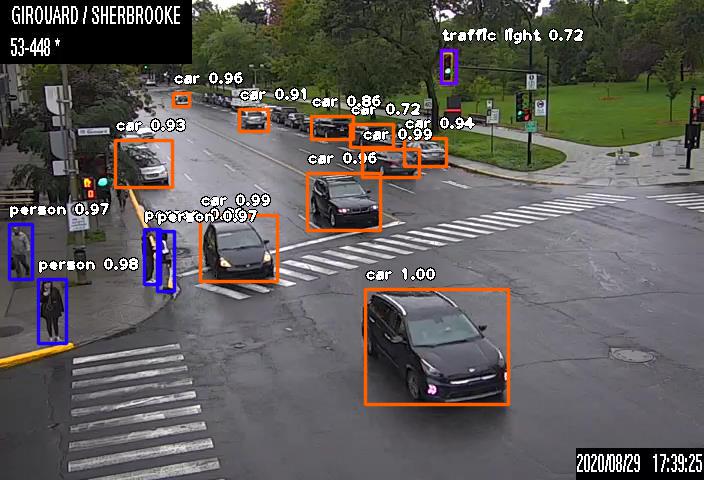 GIROUARD / SHERBROOKE
53-448 *
traffic light 0.72
car 0.96
car 0.91
car 0.86
car 0.72
car 0.94
car 0.99
car 0.93
car 0.96
car 0.99
person 0.97
person 0.97
person 0.98
car 1.00
2020/08/29 17:39:25